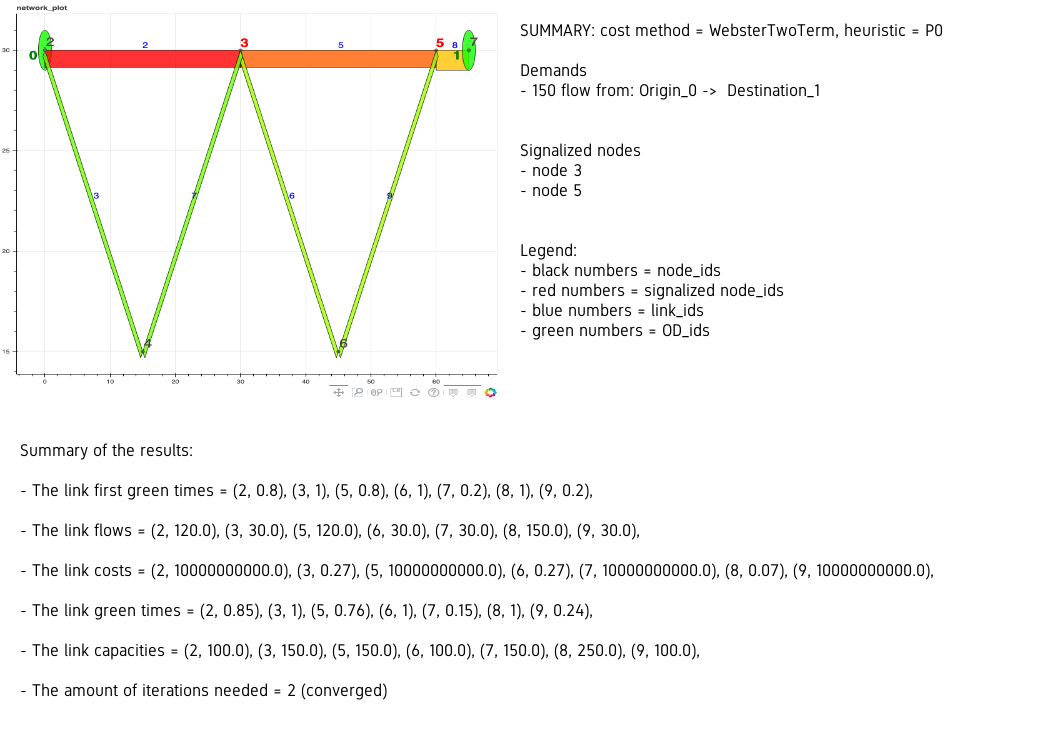 network_plot
SUMMARY: cost method = WebsterTwoTerm, heuristic = P0
Demands
- 150 flow from: Origin_0 -> Destination_1
Signalized nodes
- node 3
- node 5
Legend:
- black numbers = node_ids
- red numbers = signalized node_ids
- blue numbers = link_ids
- green numbers = OD_ids
2 2 3 5 5 8 7
30 0 1
25
3 7 6 9
20
15 4 6
0 10 20 30 40 50 60
Summary of the results:
- The link first green times = (2, 0.8), (3, 1), (5, 0.8), (6, 1), (7, 0.2), (8, 1), (9, 0.2),
- The link flows = (2, 120.0), (3, 30.0), (5, 120.0), (6, 30.0), (7, 30.0), (8, 150.0), (9, 30.0),
- The link costs = (2, 10000000000.0), (3, 0.27), (5, 10000000000.0), (6, 0.27), (7, 10000000000.0), (8, 0.07), (9, 10000000000.0),
- The link green times = (2, 0.85), (3, 1), (5, 0.76), (6, 1), (7, 0.15), (8, 1), (9, 0.24),
- The link capacities = (2, 100.0), (3, 150.0), (5, 150.0), (6, 100.0), (7, 150.0), (8, 250.0), (9, 100.0),
- The amount of iterations needed = 2 (converged)